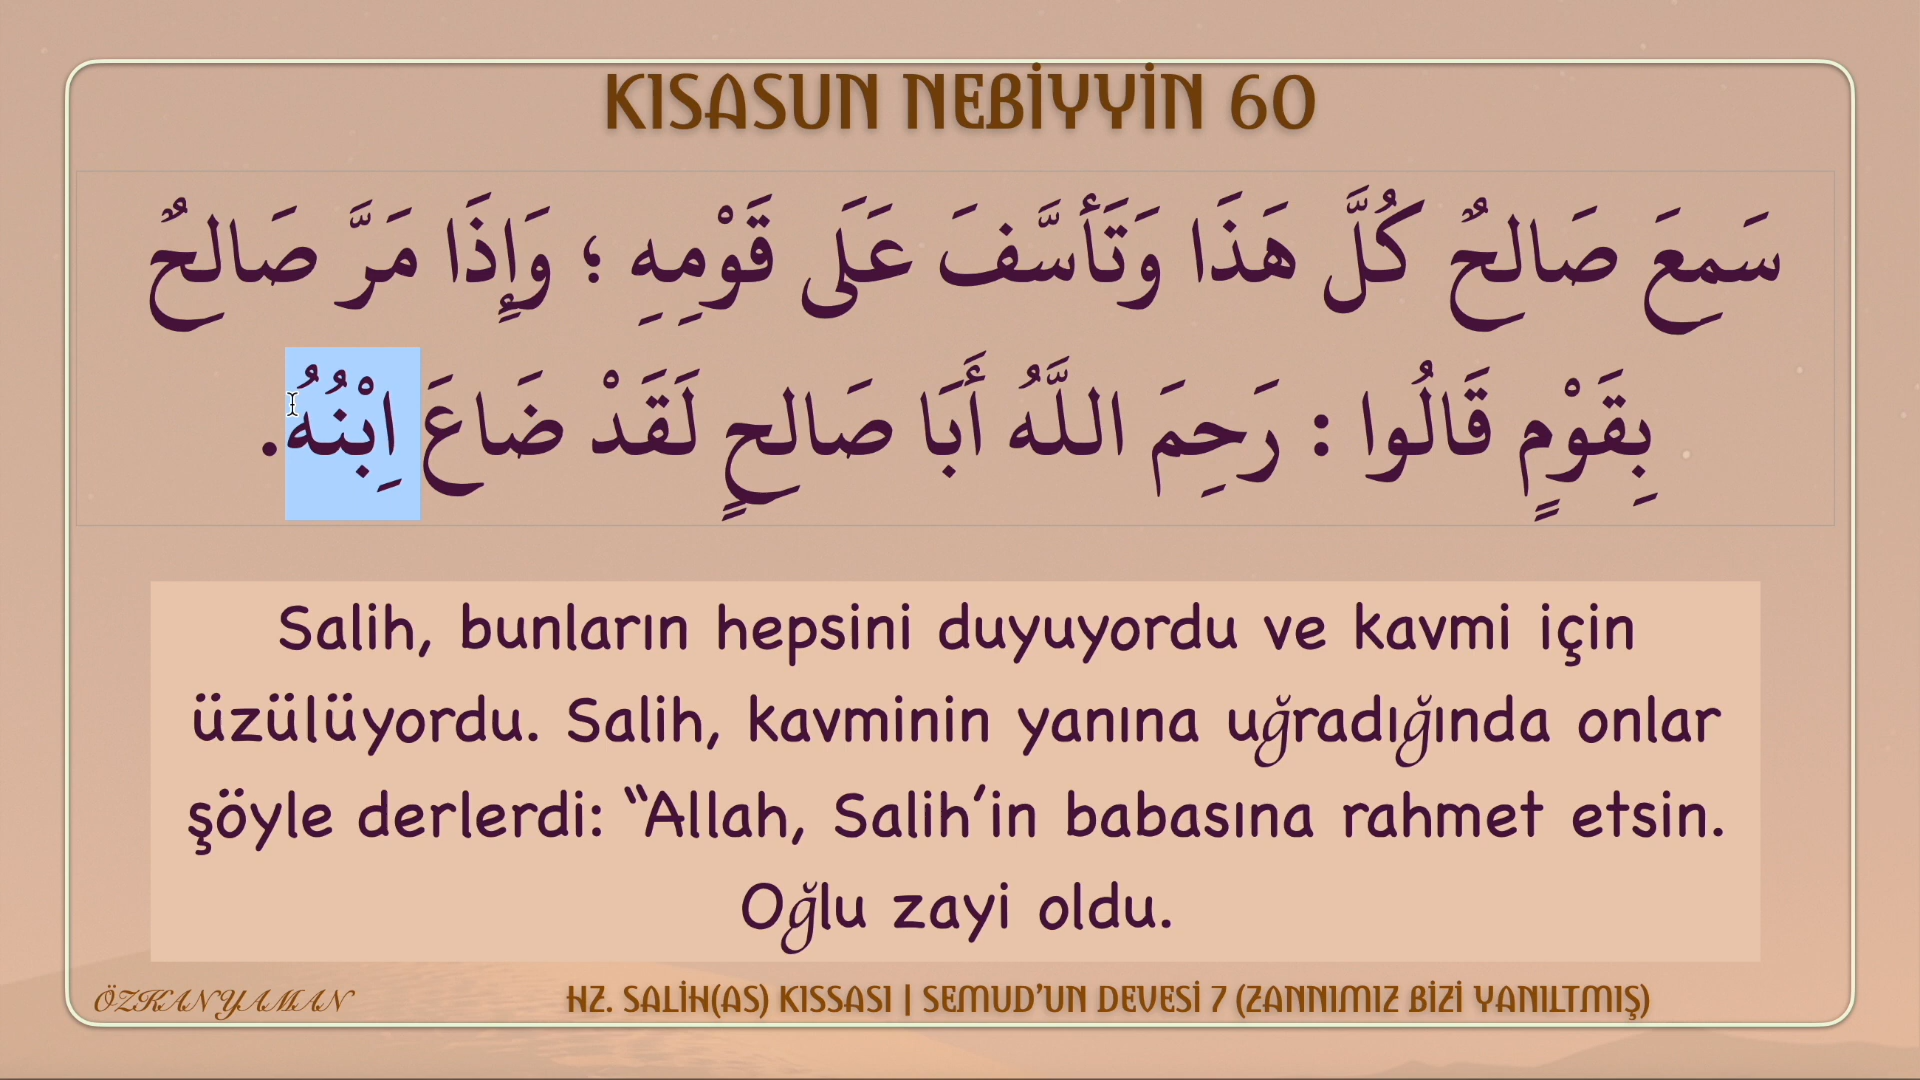 KISASUN NEBİYYİN 60
سَمِعَ صَالِحٌ كُلَّ هَذَا وَتَأَسَّفَ عَلَى قَوْمِهِ ؛ وَإِذَا مَرَّ صَالِحٌ
بِقَوْمٍ قَالُوا : رَحِمَ اللَّهُ أَبَا صَالِحٍ لَقَدْ ضَاعَ اِبْنُهُ.
Salih, bunların hepsini duyuyordu ve kavmi için
üzülüyordu. Salih, kavminin yanına uğradığında onlar
şöyle derlerdi: “Allah, Salih’in babasına rahmet etsin.
Oğlu zayi oldu.
ÖZKAN YAMAN
HZ. SALİH(AS) KISSASI | SEMUD’UN DEVESİ 7 (ZANNIMIZ BİZİ YANILTMIŞ)